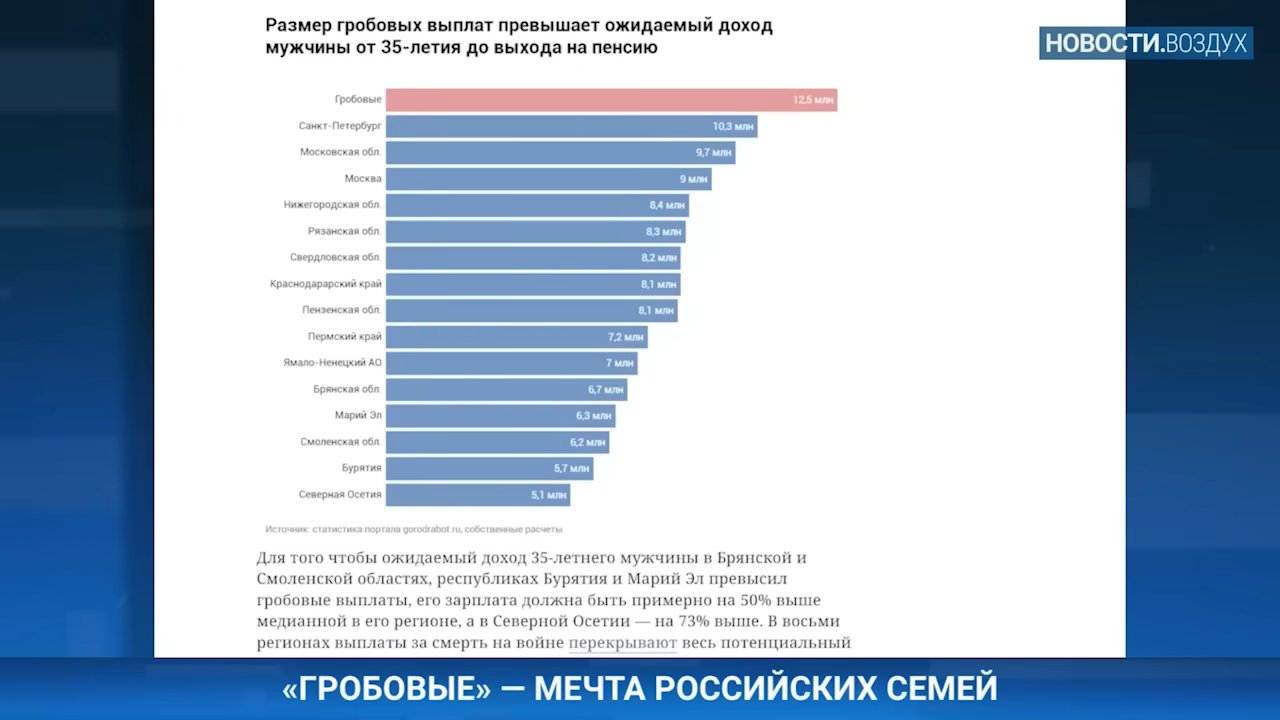 Размер гробовых выплат превышает ожидаемый доход
мужчины от 35-летия до выхода на пенсию
НОВОСТИ.ВОЗДУХ
Гробовые 12,5 млн
Санкт-Петербург 10,3 млн
Московская обл. 9,7 млн
Москва 9 млн
Нижегородская обл. 8,4 млн
Рязанская обл. 8,3 млн
Свердловская обл. 8,2 млн
Краснодарарский край 8,1 млн
Пензенская обл. 8,1 млн
Пермский край 7,2 млн
Ямало-Ненецкий АО 7 млн
Брянская обл. 6,7 млн
Марий Эл 6,3 млн
Смоленская обл. 6,2 млн
Бурятия 5,7 млн
Северная Осетия 5,1 млн
Источник: статистика портала gorodrabot.ru, собственные расчеты
Для того чтобы ожидаемый доход 35-летнего мужчины в Брянской и
Смоленской областях, республиках Бурятия и Марий Эл превысил
гробовые выплаты, его зарплата должна быть примерно на 50% выше
медианной в его регионе, а в Северной Осетии — на 73% выше. В восьми
регионах выплаты за смерть на войне перекрывают весь потенциальный
«ГРОБОВЫЕ» — МЕЧТА РОССИЙСКИХ СЕМЕЙ